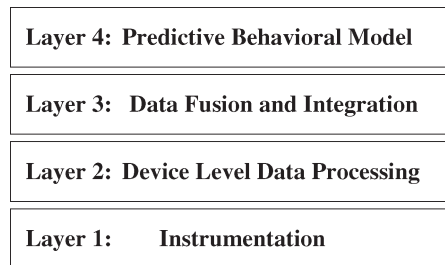 Layer 4: Predictive Behavioral Model
Layer 3: Data Fusion and Integration
Layer 2: Device Level Data Processing
Layer 1: Instrumentation